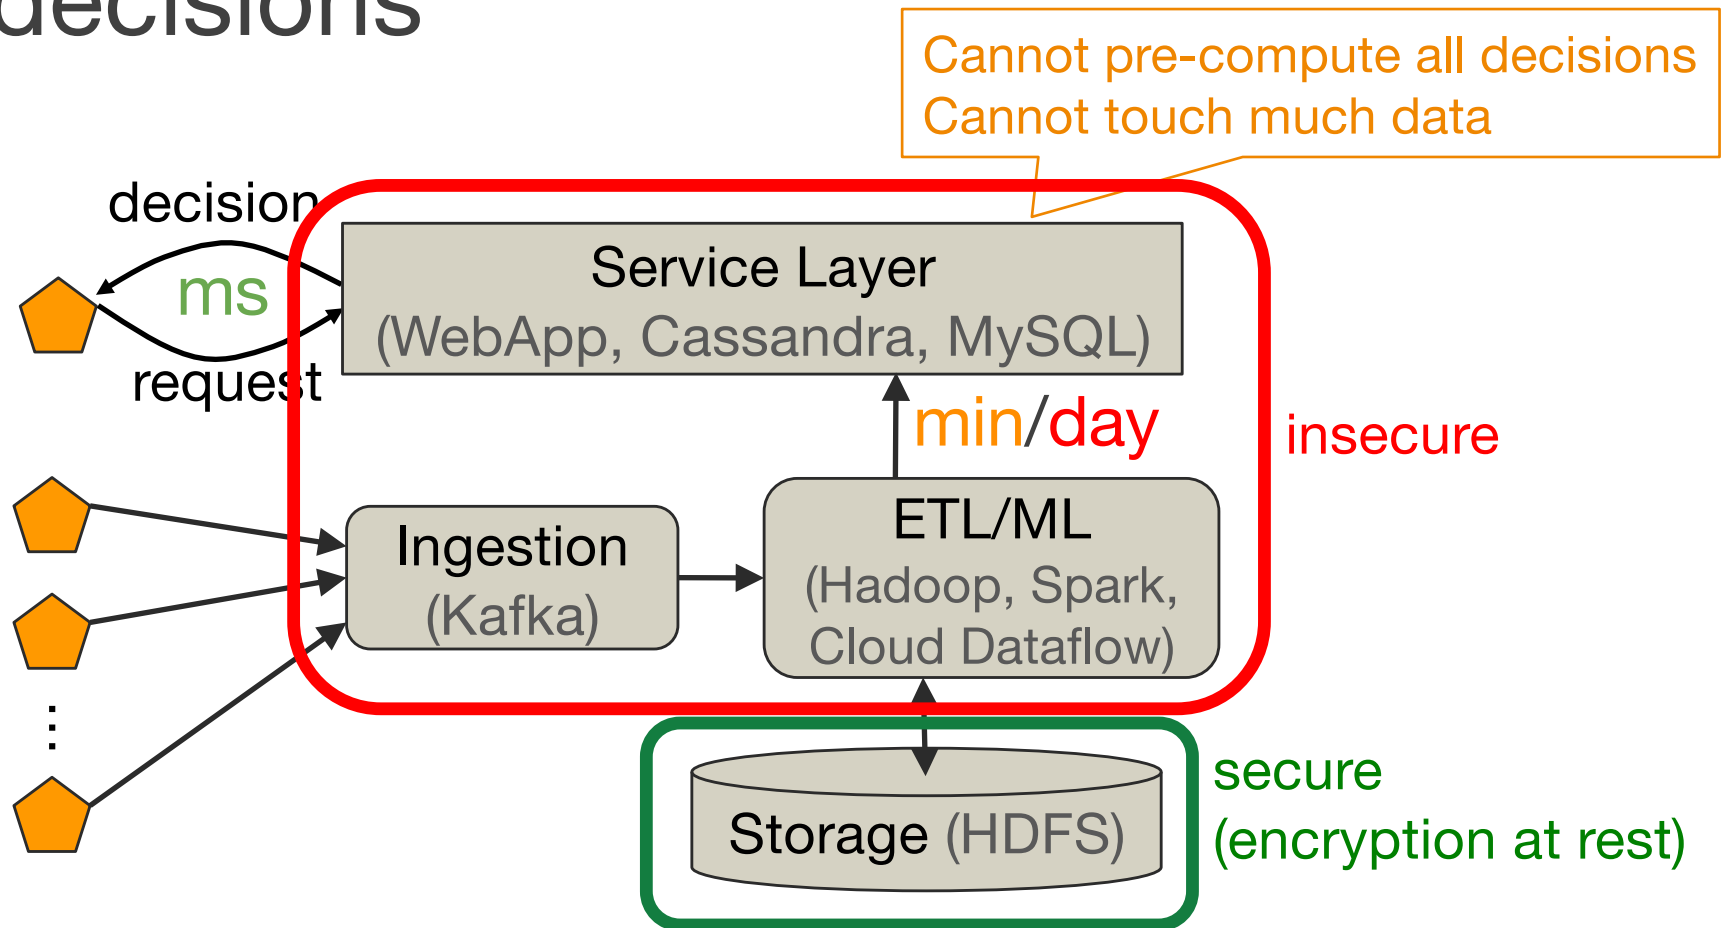 decisions
Cannot pre-compute all decisions
Cannot touch much data
decision
ms
request
Service Layer
(WebApp, Cassandra, MySQL)
min/day
insecure
Ingestion
(Kafka)
ETL/ML
(Hadoop, Spark,
Cloud Dataflow)
...
Storage (HDFS)
secure
(encryption at rest)